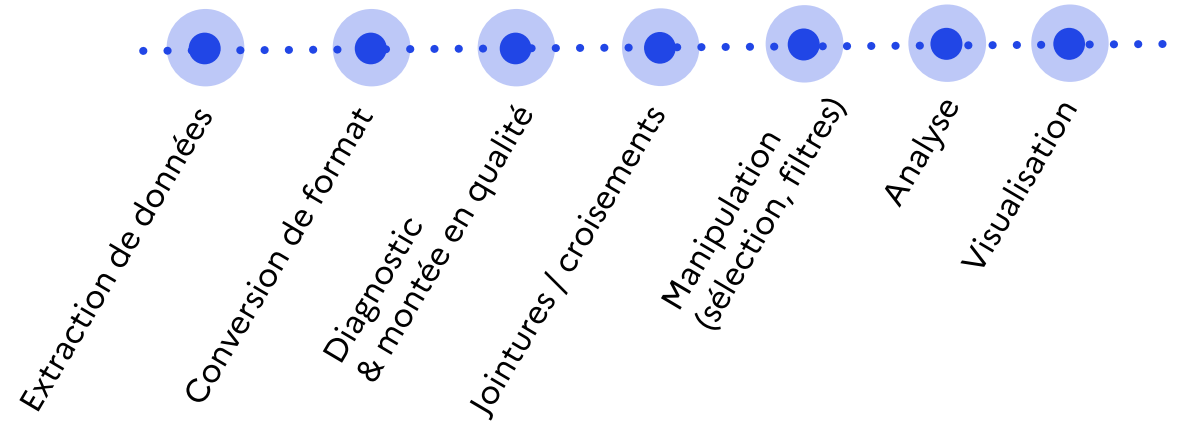 Extraction de données
Conversion de format
Diagnostic
& montée en qualité
Jointures / croisements
Manipulation
(sélection, filtres)
Analyse
Visualisation